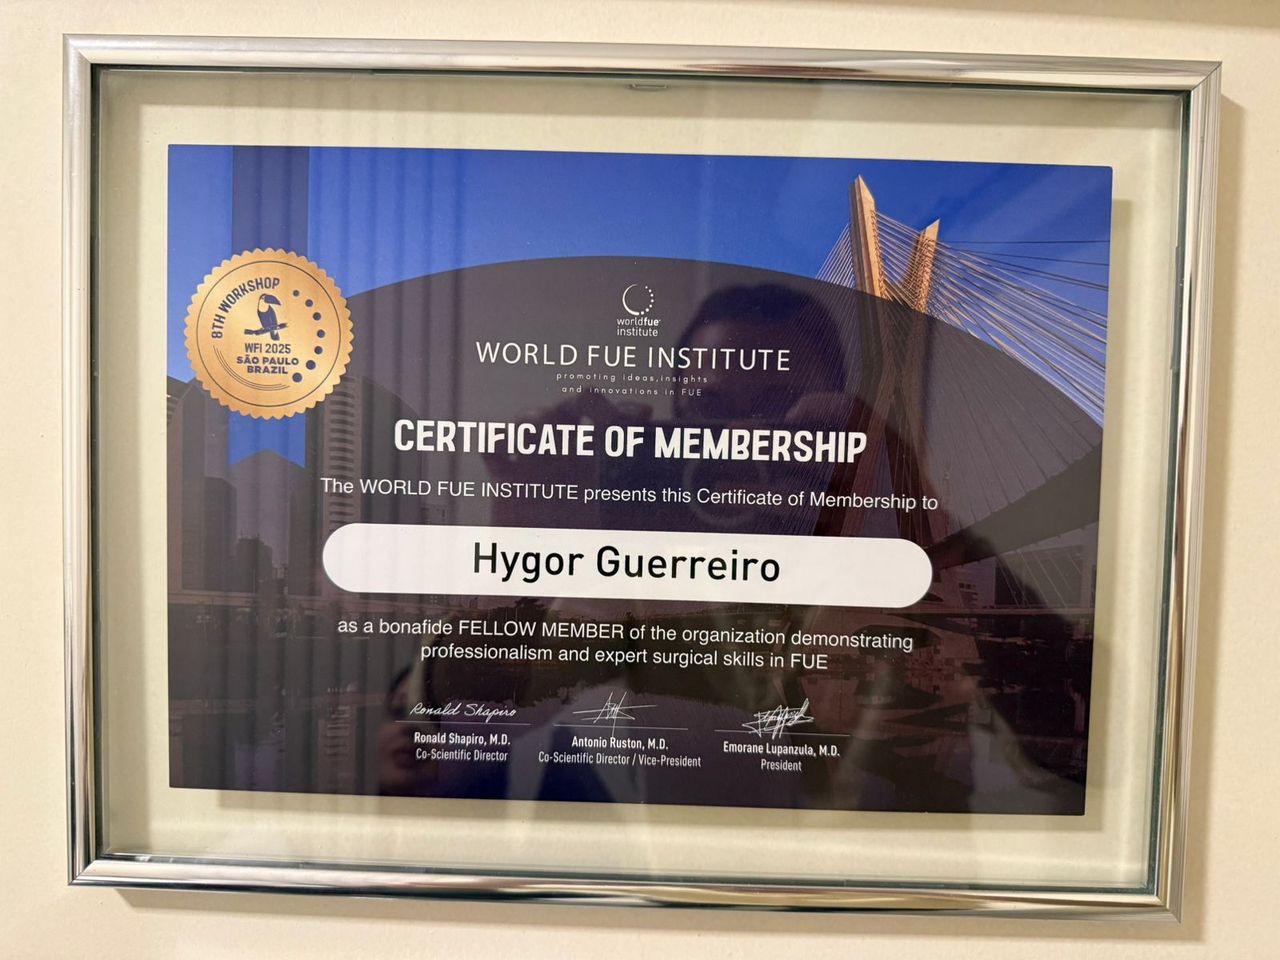 8TH WORKSHOP
WFI 2025
SÃO PAULO
BRAZIL
worldfue
institute
WORLD FUE INSTITUTE
promoting ideas, insights
and innovations in FUE
CERTIFICATE OF MEMBERSHIP
The WORLD FUE INSTITUTE presents this Certificate of Membership to
Hygor Guerreiro
as a bonafide FELLOW MEMBER of the organization demonstrating
professionalism and expert surgical skills in FUE
Ronald Shapiro
Ronald Shapiro, M.D.
Co-Scientific Director
Antonio Ruston, M.D.
Co-Scientific Director / Vice-President
Emorane Lupanzula, M.D.
President